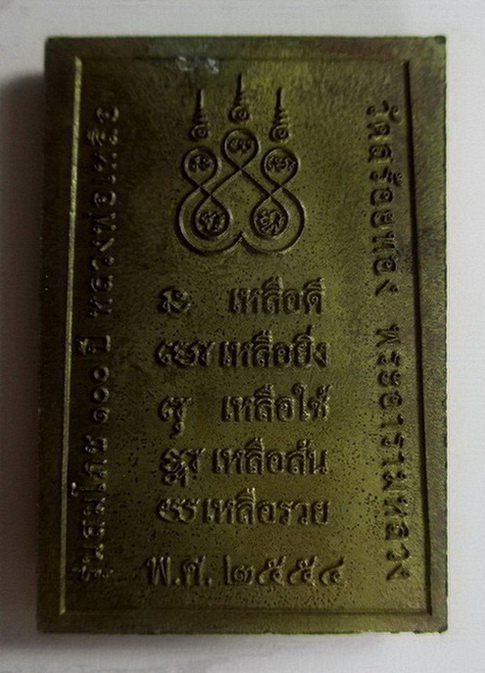 รุ่นสมโภช ๑๐๐ ปี หลวงพ่อเหลือ
เหลือดี
เหลือยิ่ง
เหลือใช้
เหลือล้น
เหลือรวย
พ.ศ. ๒๕๕๔
วัดสร้อยทอง พระอารามหลวง